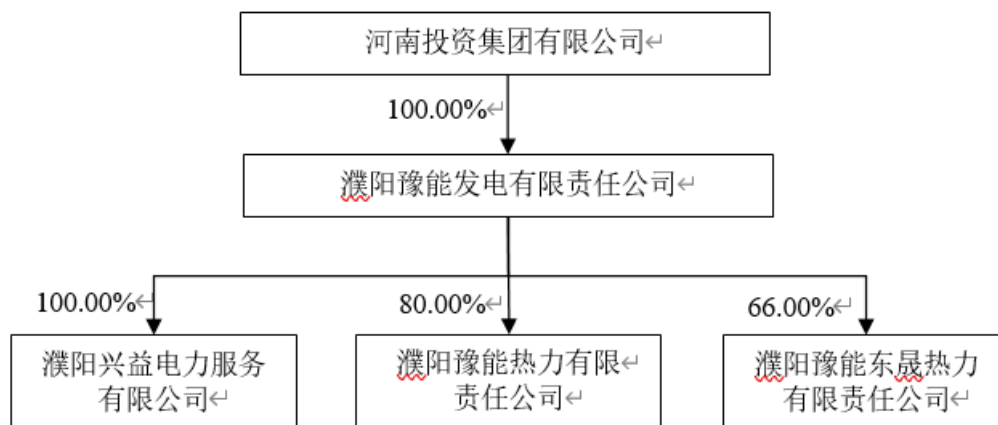 河南投资集团有限公司↵
100.00%↵
濮阳豫能发电有限责任公司↵
100.00%↵
80.00%↵
66.00%↵
濮阳兴益电力服务
有限公司↵
濮阳豫能热力有限↵
责任公司↵
濮阳豫能东晟热力
有限责任公司↵